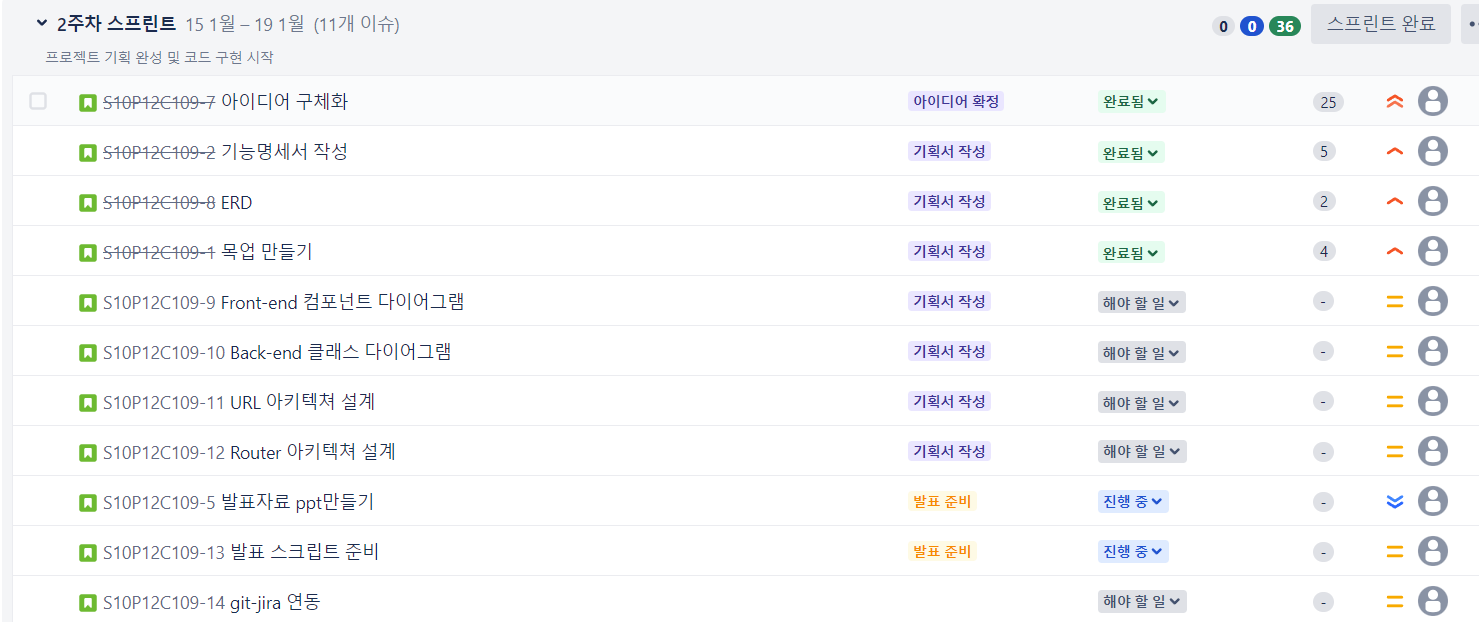 2주차 스프린트 15 1월 – 19 1월 (11개 이슈) 0 0 36 스프린트 완료
프로젝트 기획 완성 및 코드 구현 시작
S10P12C109-7 아이디어 구체화 아이디어 확정 완료됨 25
S10P12C109-2 기능명세서 작성 기획서 작성 완료됨 5
S10P12C109-8 ERD 기획서 작성 완료됨 2
S10P12C109-1 목업 만들기 기획서 작성 완료됨 4
S10P12C109-9 Front-end 컴포넌트 다이어그램 기획서 작성 해야 할 일 -
S10P12C109-10 Back-end 클래스 다이어그램 기획서 작성 해야 할 일 -
S10P12C109-11 URL 아키텍쳐 설계 기획서 작성 해야 할 일 -
S10P12C109-12 Router 아키텍쳐 설계 기획서 작성 해야 할 일 -
S10P12C109-5 발표자료 ppt만들기 발표 준비 진행 중 -
S10P12C109-13 발표 스크립트 준비 발표 준비 진행 중 -
S10P12C109-14 git-jira 연동 해야 할 일 -